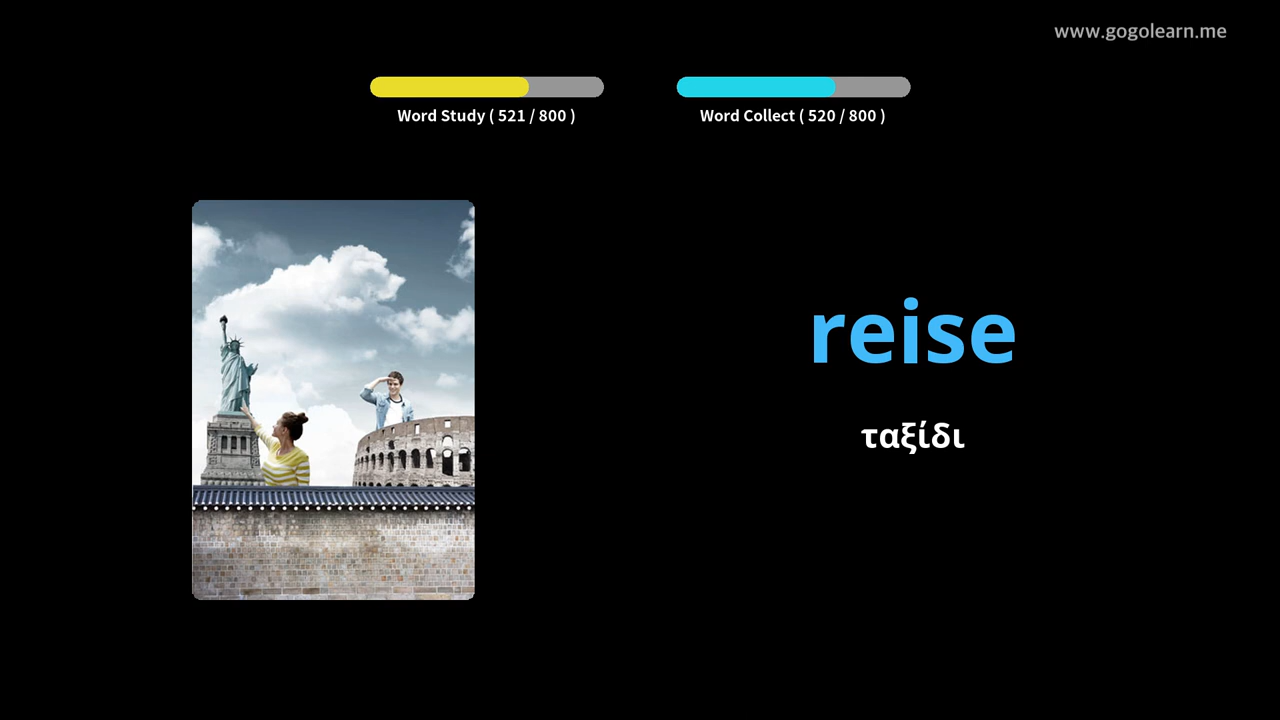 www.gogolearn.me
Word Study ( 521 / 800 )
Word Collect ( 520 / 800 )
reise
ταξίδι